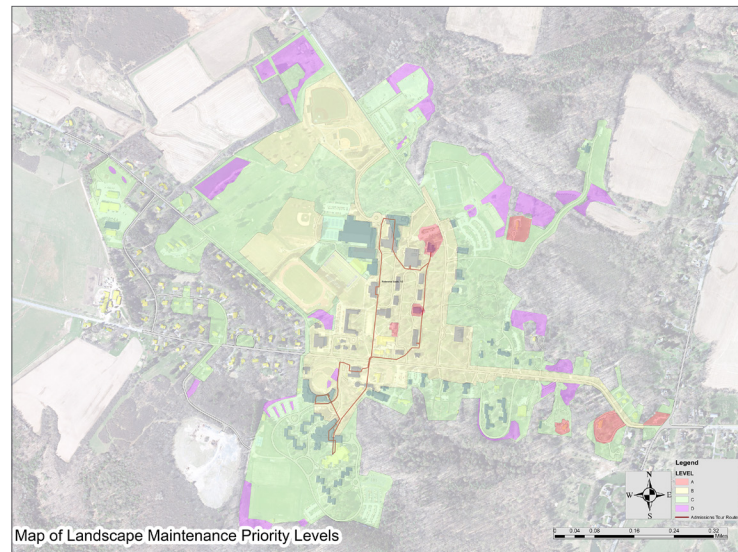 Map of Landscape Maintenance Priority Levels
N
W
E
S
Legend
LEVEL
A
B
C
D
Admissions Tour Route
0 0.04 0.08 0.16 0.24 0.32
Miles